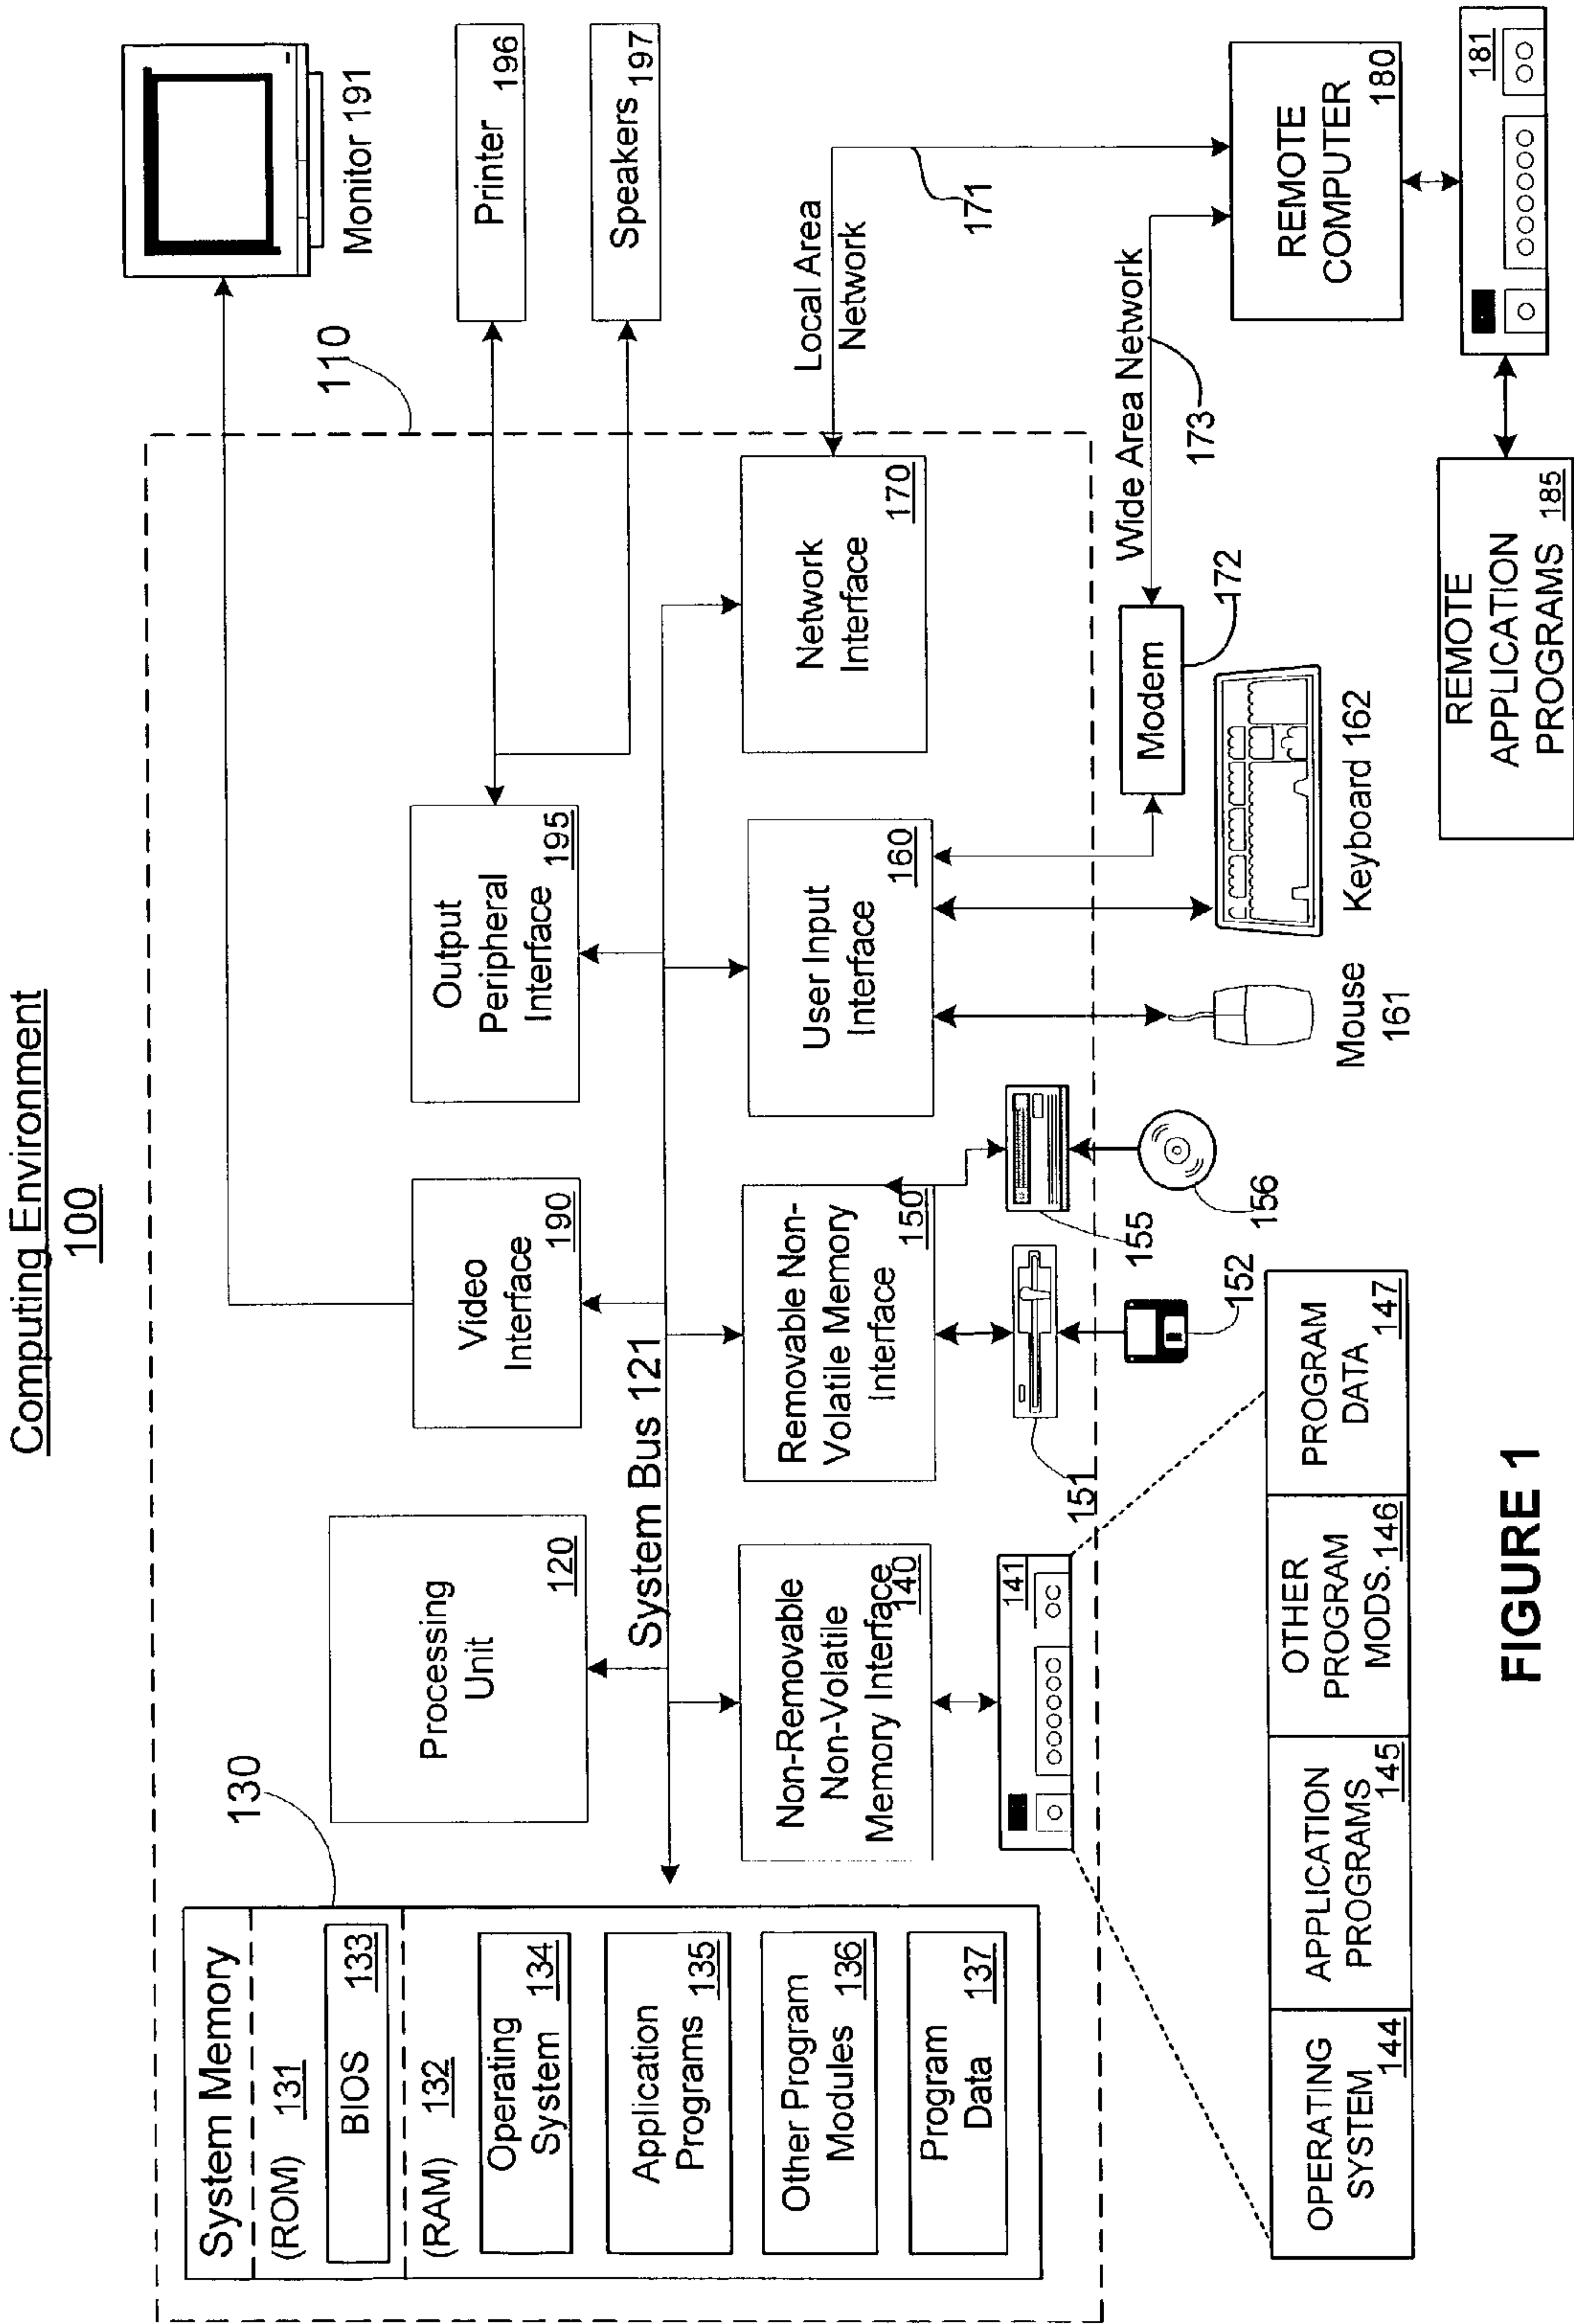 Computing Environment
100
System Memory
(ROM) 131
BIOS 133
(RAM) 132
Operating
System 134
Application
Programs 135
Other Program
Modules 136
Program
Data 137
130
Processing
Unit
120
Video
Interface
190
Output
Peripheral
Interface
195
110
Monitor 191
Printer
196
Speakers
197
System Bus 121
Non-Removable
Non-Volatile
Memory Interface
140
Removable Non-
Volatile Memory
Interface
150
User Input
Interface
160
Network
Interface
170
Local Area
Network
171
Wide Area Network
173
Modem
172
141
151
152
155
156
Mouse
161
Keyboard 162
REMOTE
COMPUTER
180
181
REMOTE
APPLICATION
PROGRAMS 185
OPERATING
SYSTEM
144
APPLICATION
PROGRAMS
145
OTHER
PROGRAM
MODS.
146
PROGRAM
DATA
147
FIGURE 1